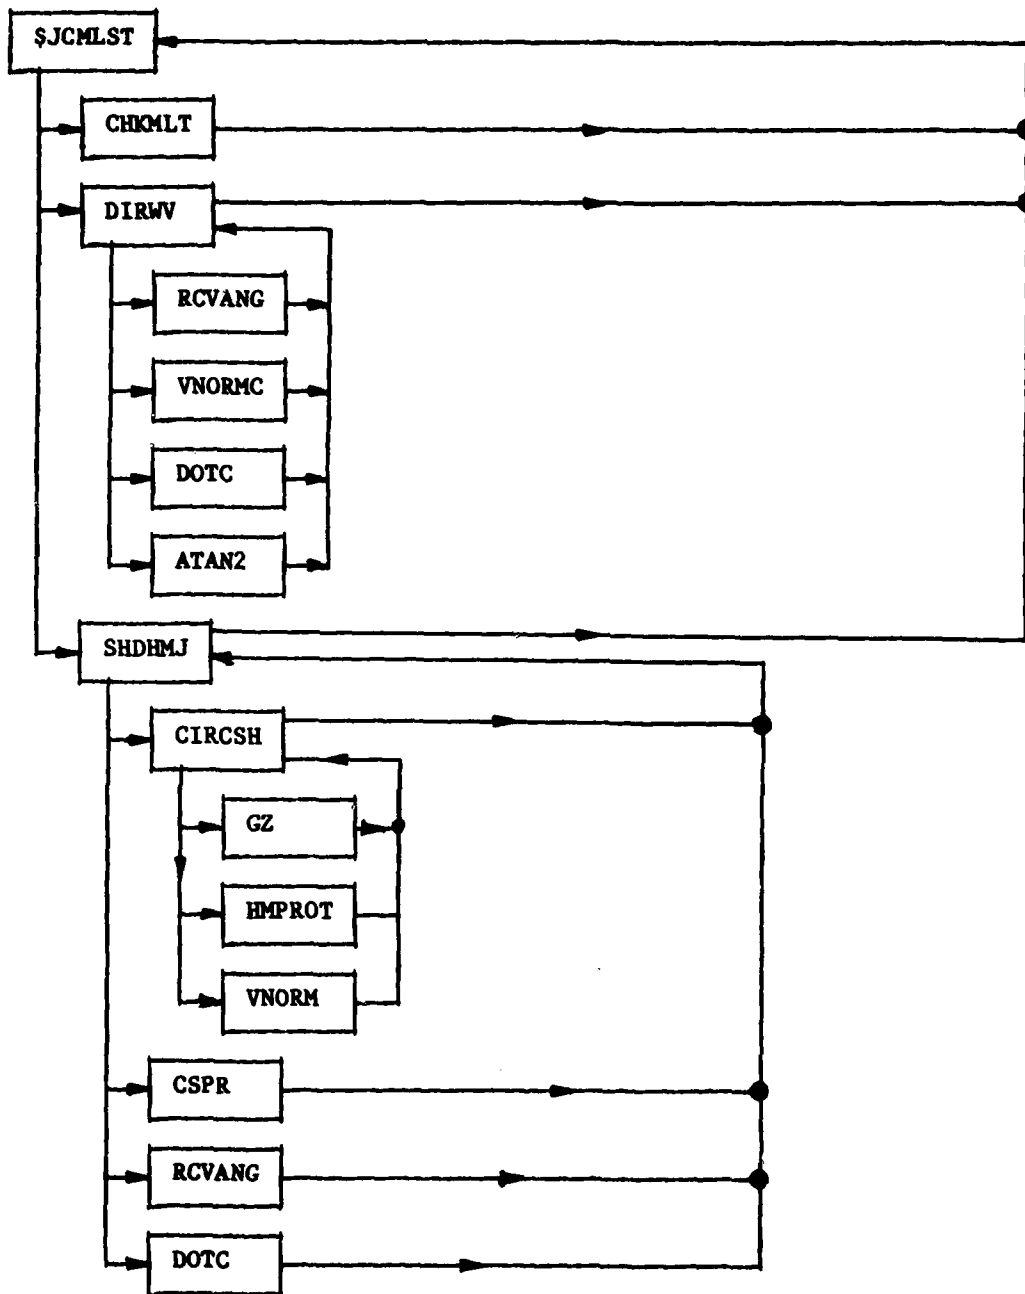 $JCMLST
CHKMLT
DIRWV
RCVANG
VNORMC
DOTC
ATAN2
SHDHMJ
CIRCSH
GZ
HMPROT
VNORM
CSPR
RCVANG
DOTC